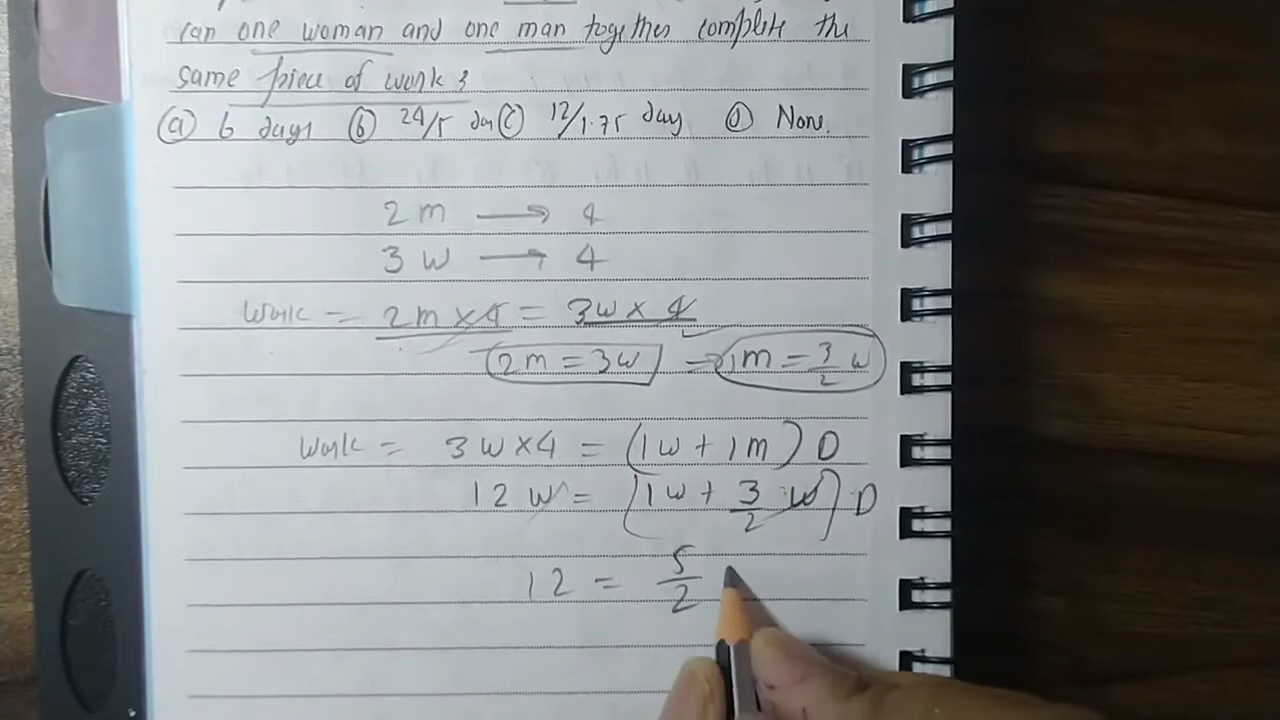 can one woman and one man together complete the
same piece of work ?
(a) 6 days (b) 24/5 da (c) 12/1.75 day (d) None.
2m → 4
3w → 4
Work = 2m×4 = 3w×4
2m = 3w ⇒ 1m = 3/2 w
Work = 3w×4 = (1w + 1m) D
12 w = [1w + 3/2 · w] · D
12 = 5/2